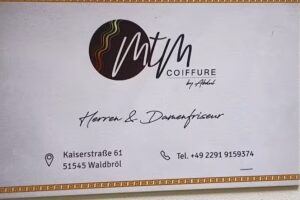 MTM
COIFFURE
by Abdul
Herren & Damenfriseur
Kaiserstraße 61
51545 Waldbröl
Tel. +49 2291 9159374